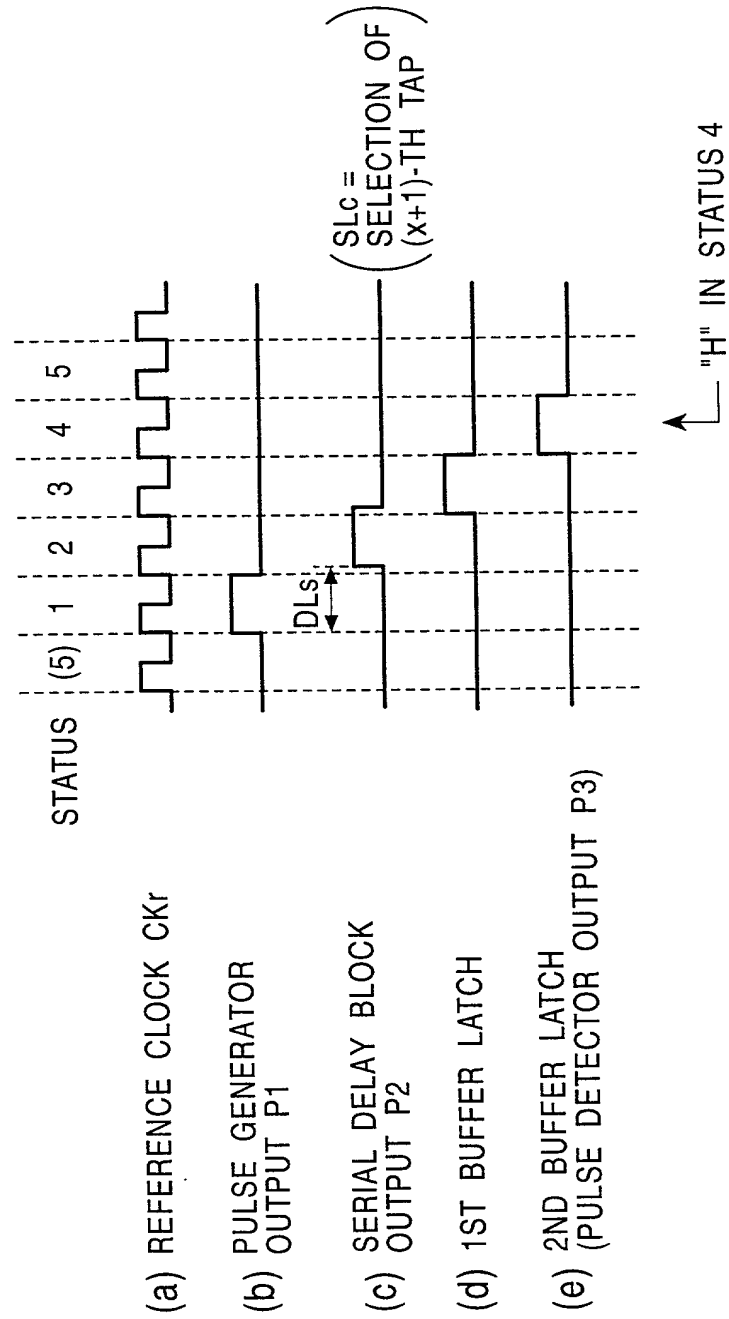 STATUS (5) 1 2 3 4 5
(a) REFERENCE CLOCK CKr
(b) PULSE GENERATOR
OUTPUT P1
DLs
(c) SERIAL DELAY BLOCK
OUTPUT P2
(SLc =
SELECTION OF
(x+1)-TH TAP)
(d) 1ST BUFFER LATCH
(e) 2ND BUFFER LATCH
(PULSE DETECTOR OUTPUT P3)
"H" IN STATUS 4